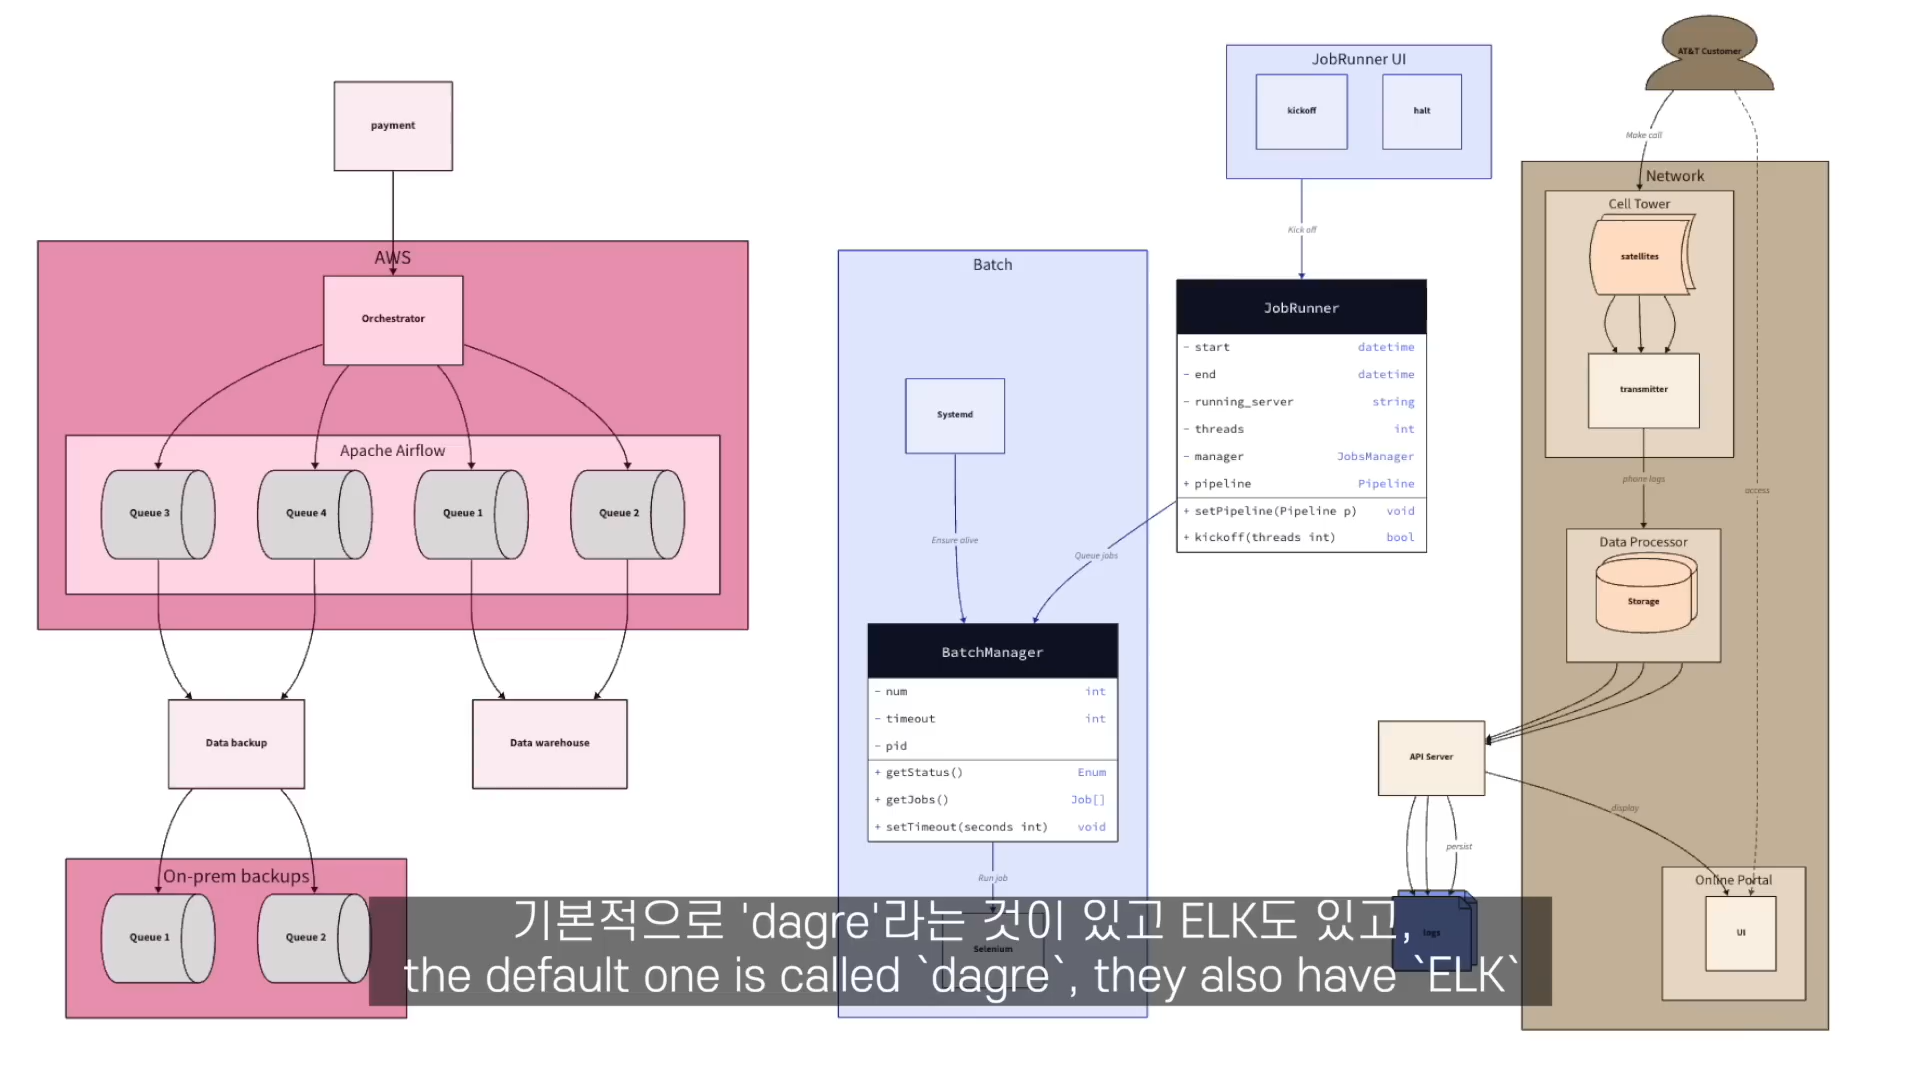 payment
AWS
Orchestrator
Apache Airflow
Queue 3
Queue 4
Queue 1
Queue 2
Data backup
Data warehouse
On-prem backups
Queue 1
Queue 2
Batch
Systemd
Ensure alive
BatchManager
- num int
- timeout int
- pid
+ getStatus() Enum
+ getJobs() Job[]
+ setTimeout(seconds int) void
Run job
Selenium
JobRunner UI
kickoff
halt
Kick off
JobRunner
- start datetime
- end datetime
- running_server string
- threads int
- manager JobsManager
+ pipeline Pipeline
+ setPipeline(Pipeline p) void
+ kickoff(threads int) bool
Queue jobs
AT&T Customer
Make call
Network
Cell Tower
satellites
transmitter
phone logs
access
Data Processor
Storage
API Server
display
persist
logs
Online Portal
UI
기본적으로 'dagre'라는 것이 있고 ELK도 있고,
the default one is called `dagre`, they also have `ELK`